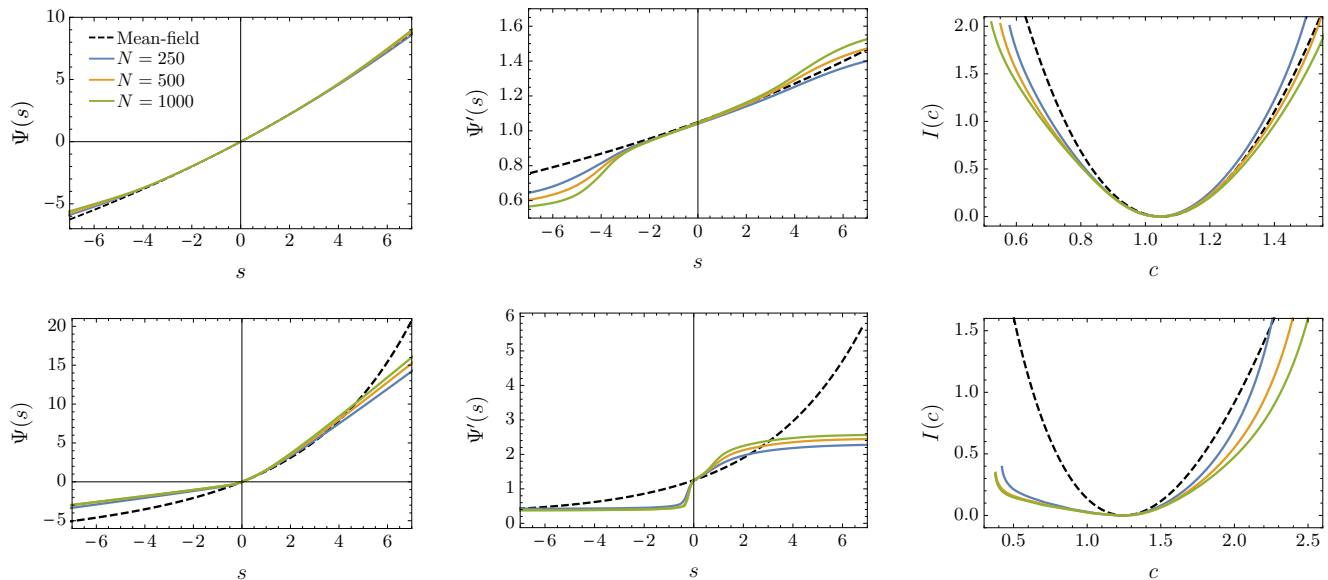 10
5
0
−5
−6 −4 −2 0 2 4 6
Ψ(s)
s
Mean-field
N = 250
N = 500
N = 1000
1.6
1.4
1.2
1.0
0.8
0.6
−6 −4 −2 0 2 4 6
Ψ′(s)
s
2.0
1.5
1.0
0.5
0.0
0.6 0.8 1.0 1.2 1.4
I(c)
c
20
15
10
5
0
−5
−6 −4 −2 0 2 4 6
Ψ(s)
s
6
5
4
3
2
1
0
−6 −4 −2 0 2 4 6
Ψ′(s)
s
1.5
1.0
0.5
0.0
0.5 1.0 1.5 2.0 2.5
I(c)
c